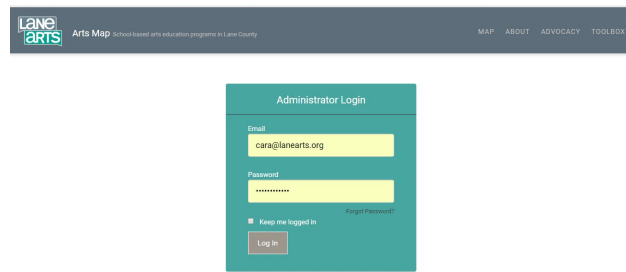 Lane Arts
Arts Map School-based arts education programs in Lane County
MAP ABOUT ADVOCACY TOOLBOX
Administrator Login
Email
cara@lanearts.org
Password
••••••••••••
Forgot Password?
Keep me logged in
Log In